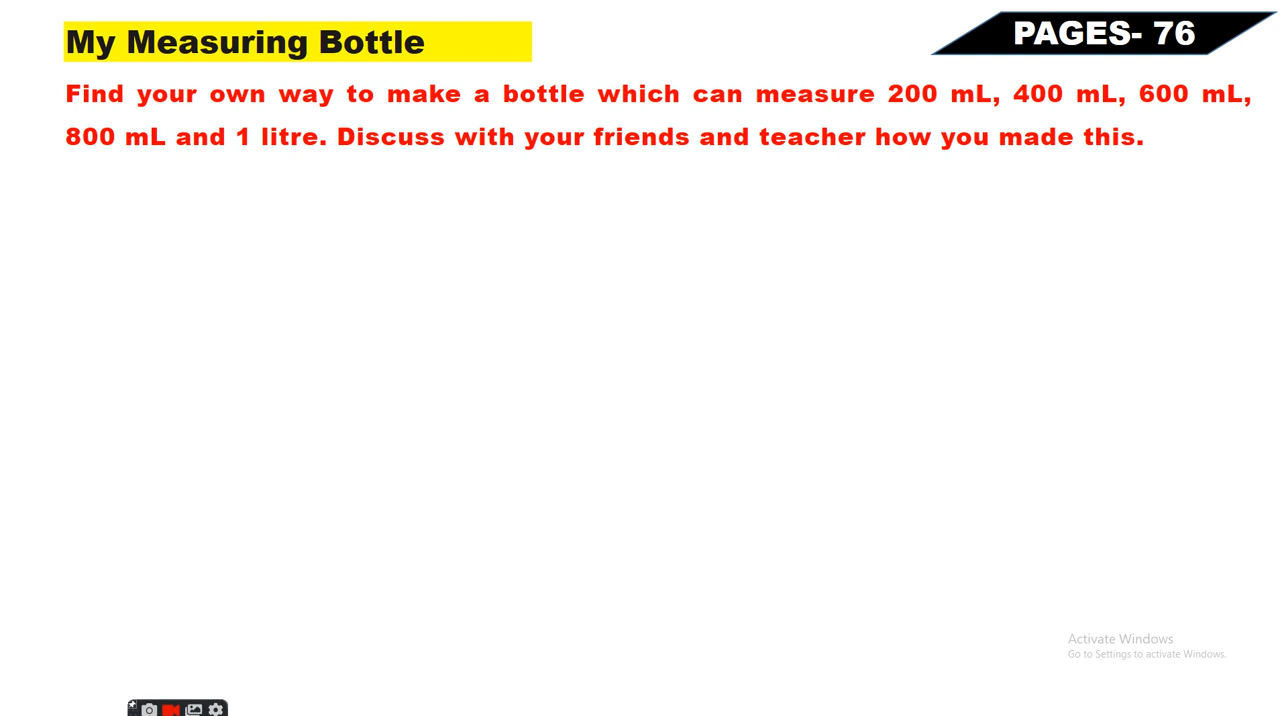 My Measuring Bottle
PAGES- 76
Find your own way to make a bottle which can measure 200 mL, 400 mL, 600 mL,
800 mL and 1 litre. Discuss with your friends and teacher how you made this.
Activate Windows
Go to Settings to activate Windows.